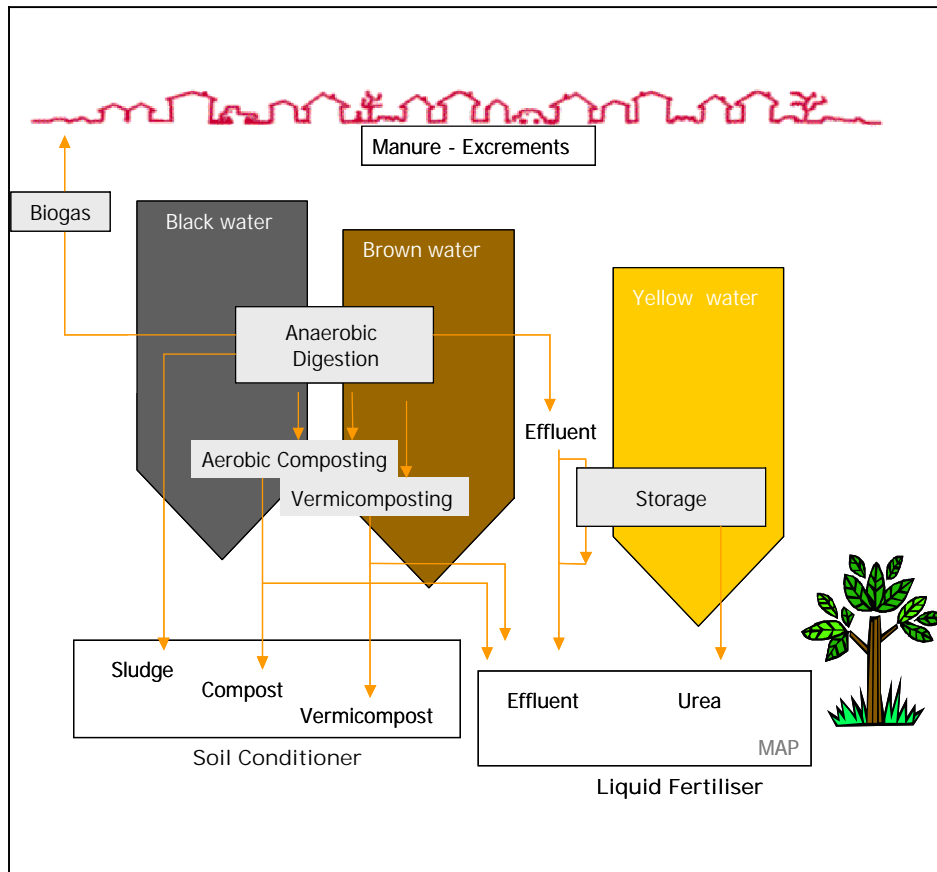 Manure - Excrements
Biogas
Black water
Brown water
Yellow water
Anaerobic
Digestion
Effluent
Aerobic Composting
Vermicomposting
Storage
Sludge
Compost
Vermicompost
Soil Conditioner
Effluent
Urea
MAP
Liquid Fertiliser